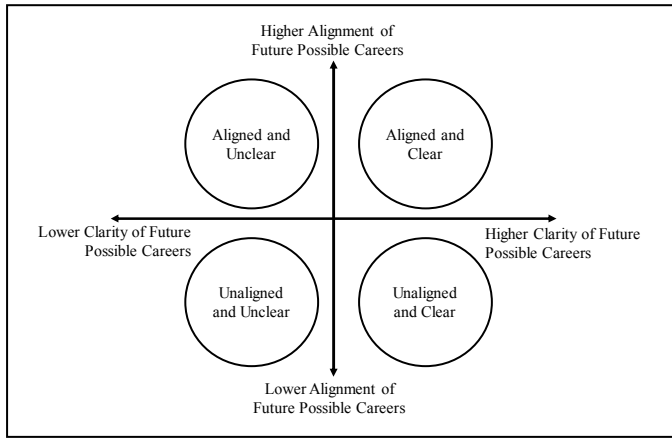 Higher Alignment of
Future Possible Careers
Aligned and
Unclear
Aligned and
Clear
Lower Clarity of Future
Possible Careers
Higher Clarity of Future
Possible Careers
Unaligned
and Unclear
Unaligned
and Clear
Lower Alignment of
Future Possible Careers